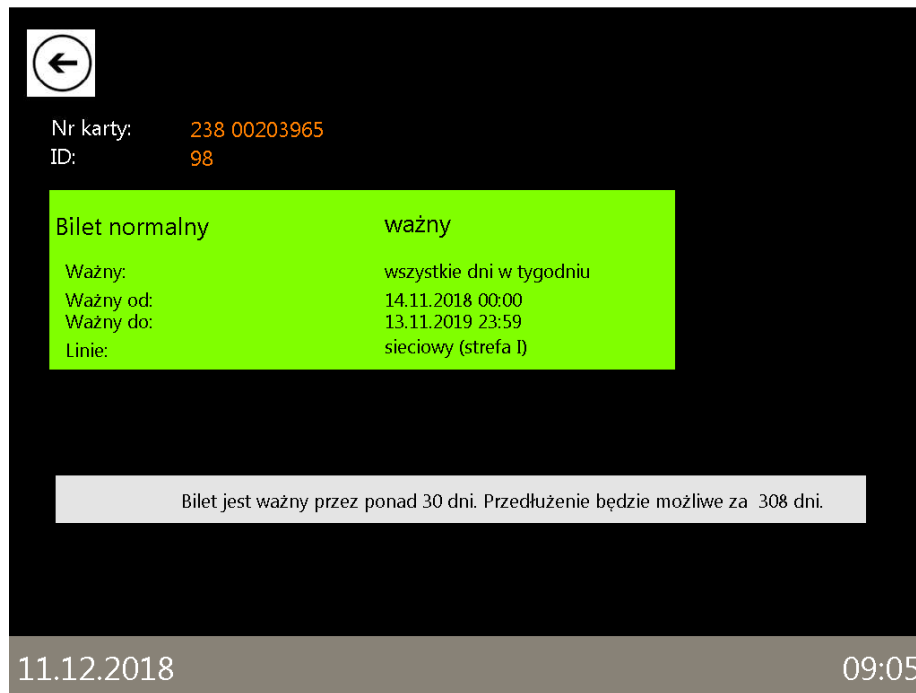 Nr karty: 238 00203965
ID: 98
Bilet normalny ważny
Ważny: wszystkie dni w tygodniu
Ważny od: 14.11.2018 00:00
Ważny do: 13.11.2019 23:59
Linie: sieciowy (strefa I)
Bilet jest ważny przez ponad 30 dni. Przedłużenie będzie możliwe za 308 dni.
11.12.2018 09:05